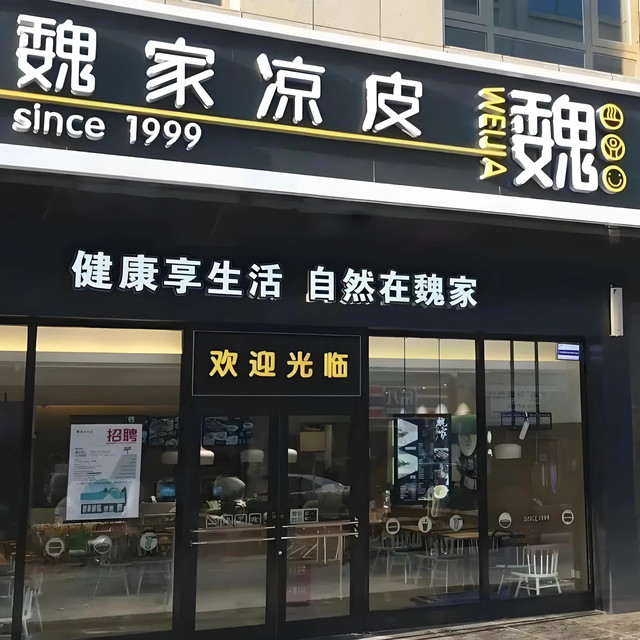 魏家凉皮
since 1999
WEIJIA
魏
健康享生活 自然在魏家
欢迎光临
招聘
SINCE 1999